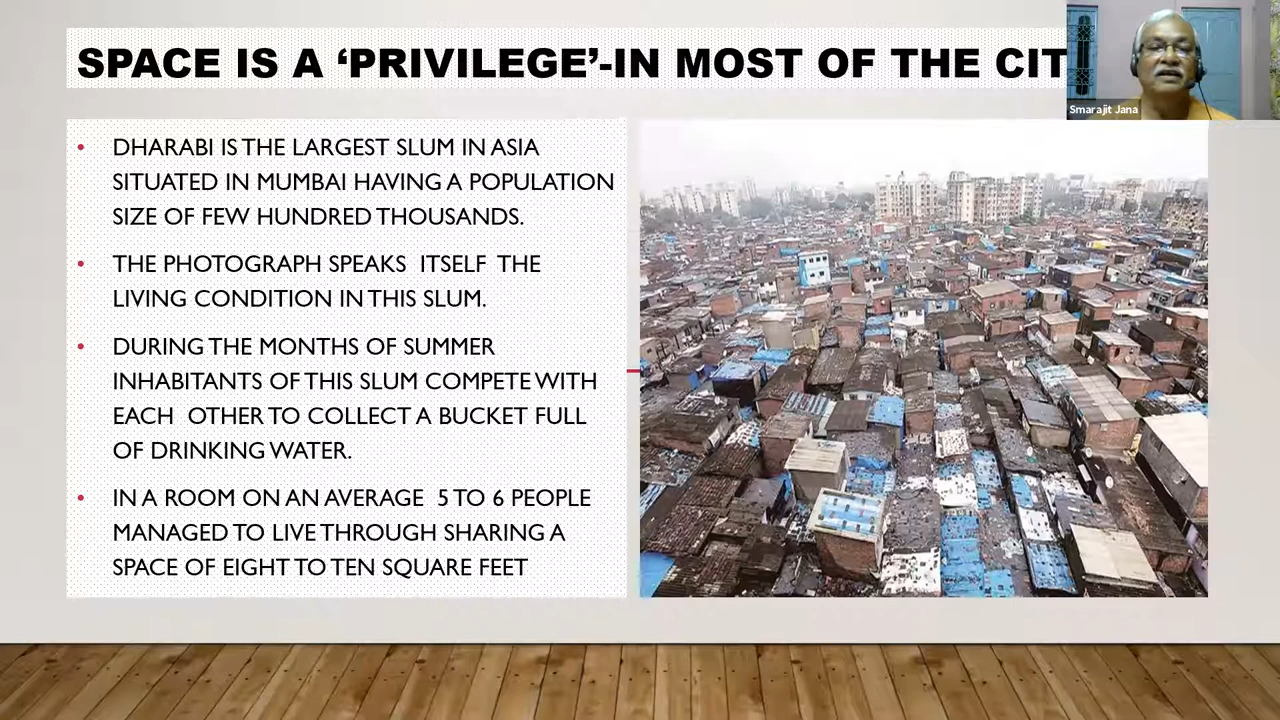 SPACE IS A ‘PRIVILEGE’-IN MOST OF THE CIT
Smarajit Jana
• DHARABI IS THE LARGEST SLUM IN ASIA
SITUATED IN MUMBAI HAVING A POPULATION
SIZE OF FEW HUNDRED THOUSANDS.
• THE PHOTOGRAPH SPEAKS ITSELF THE
LIVING CONDITION IN THIS SLUM.
• DURING THE MONTHS OF SUMMER
INHABITANTS OF THIS SLUM COMPETE WITH
EACH OTHER TO COLLECT A BUCKET FULL
OF DRINKING WATER.
• IN A ROOM ON AN AVERAGE 5 TO 6 PEOPLE
MANAGED TO LIVE THROUGH SHARING A
SPACE OF EIGHT TO TEN SQUARE FEET